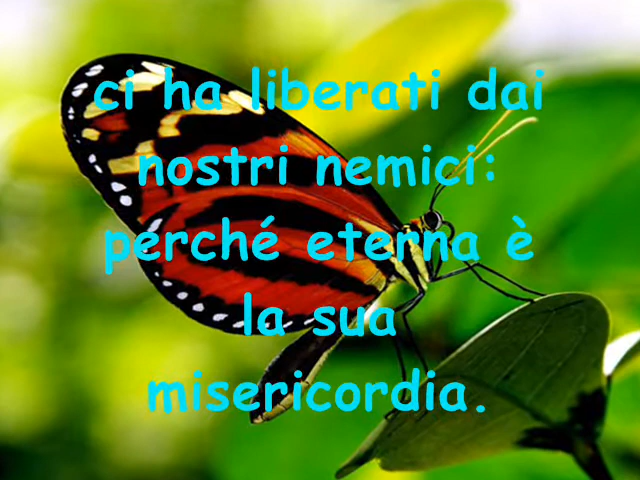 ci ha liberati dai
nostri nemici:
perché eterna è
la sua
misericordia.